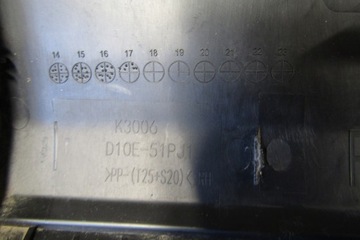 14 15 16 17 18 19 20 21 22 23
K3006
D10E-51PJ1
>PP-(T25+S20)<